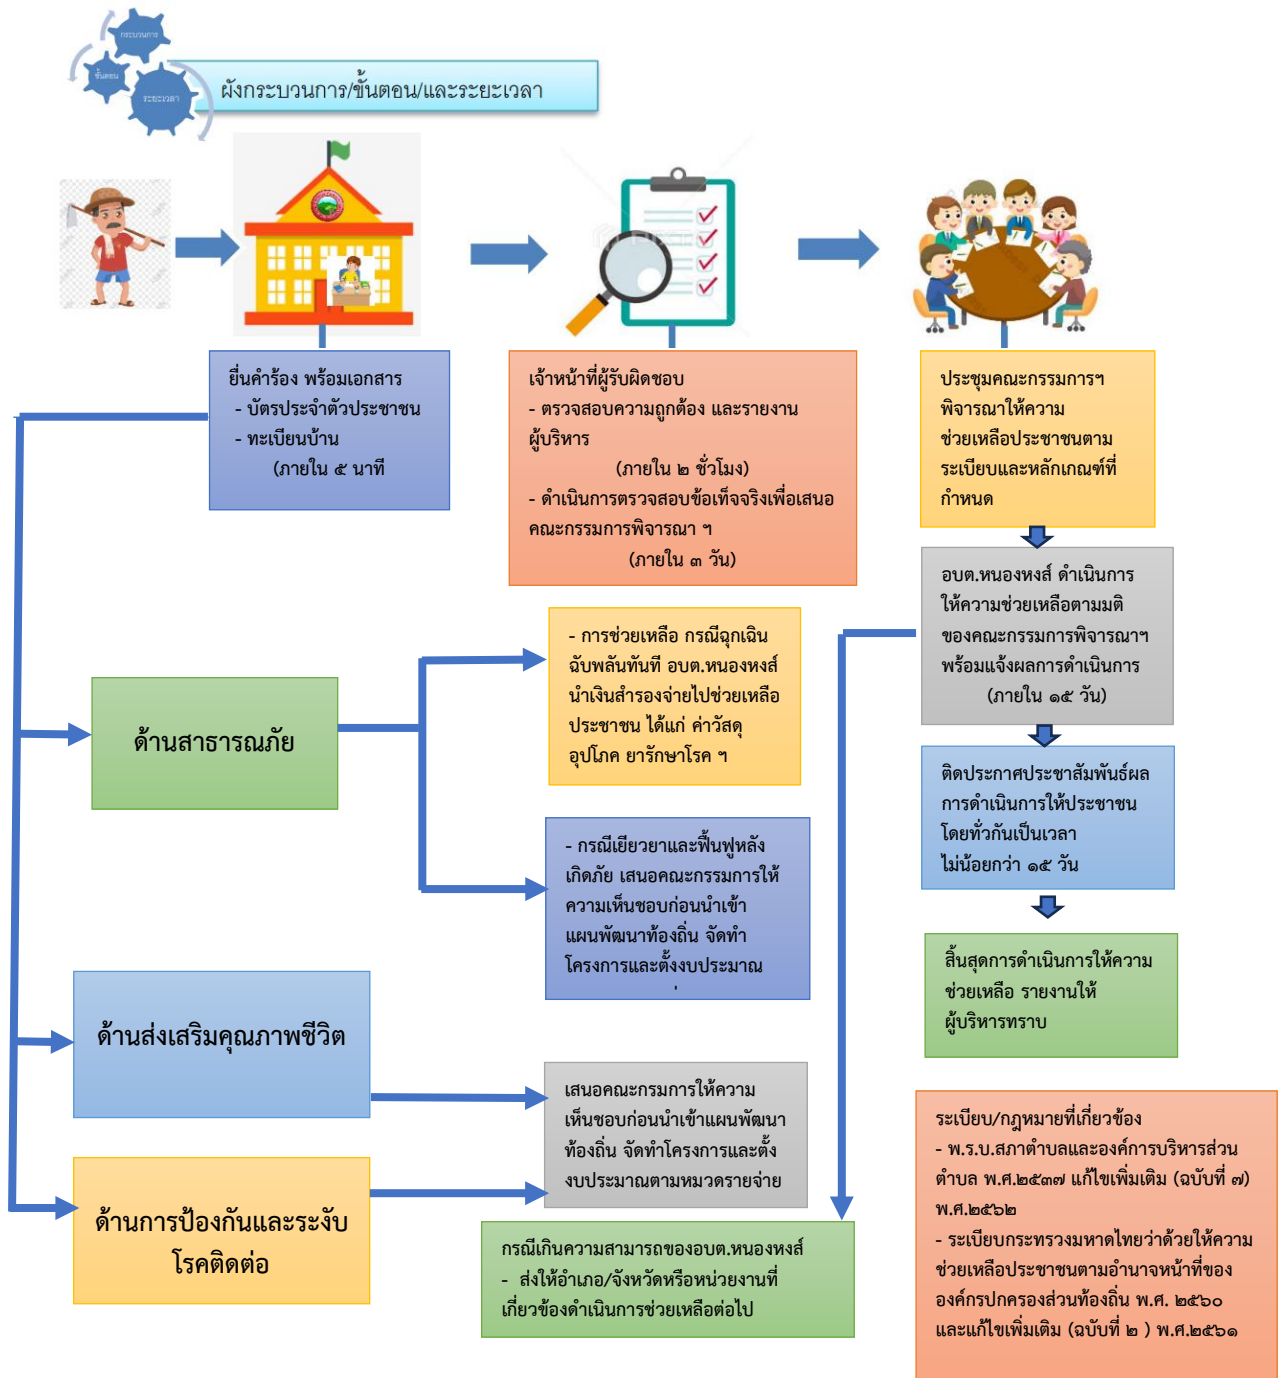 กระบวนการ
ขั้นตอน
ระยะเวลา
ผังกระบวนการ/ขั้นตอน/และระยะเวลา
ยื่นคำร้อง พร้อมเอกสาร
- บัตรประจำตัวประชาชน
- ทะเบียนบ้าน
(ภายใน ๕ นาที
เจ้าหน้าที่ผู้รับผิดชอบ
- ตรวจสอบความถูกต้อง และรายงาน
ผู้บริหาร
(ภายใน ๒ ชั่วโมง)
- ดำเนินการตรวจสอบข้อเท็จจริงเพื่อเสนอ
คณะกรรมการพิจารณา ฯ
(ภายใน ๓ วัน)
ประชุมคณะกรรมการฯ
พิจารณาให้ความ
ช่วยเหลือประชาชนตาม
ระเบียบและหลักเกณฑ์ที่
กำหนด
อบต.หนองหงส์ ดำเนินการ
ให้ความช่วยเหลือตามมติ
ของคณะกรรมการพิจารณาฯ
พร้อมแจ้งผลการดำเนินการ
(ภายใน ๑๕ วัน)
ติดประกาศประชาสัมพันธ์ผล
การดำเนินการให้ประชาชน
โดยทั่วกันเป็นเวลา
ไม่น้อยกว่า ๑๕ วัน
สิ้นสุดการดำเนินการให้ความ
ช่วยเหลือ รายงานให้
ผู้บริหารทราบ
ด้านสาธารณภัย
- การช่วยเหลือ กรณีฉุกเฉิน
ฉับพลันทันที อบต.หนองหงส์
นำเงินสำรองจ่ายไปช่วยเหลือ
ประชาชน ได้แก่ ค่าวัสดุ
อุปโภค ยารักษาโรค ฯ
- กรณีเยียวยาและฟื้นฟูหลัง
เกิดภัย เสนอคณะกรรมการให้
ความเห็นชอบก่อนนำเข้า
แผนพัฒนาท้องถิ่น จัดทำ
โครงการและตั้งงบประมาณ
ด้านส่งเสริมคุณภาพชีวิต
ด้านการป้องกันและระงับ
โรคติดต่อ
เสนอคณะกรมการให้ความ
เห็นชอบก่อนนำเข้าแผนพัฒนา
ท้องถิ่น จัดทำโครงการและตั้ง
งบประมาณตามหมวดรายจ่าย
กรณีเกินความสามารถของอบต.หนองหงส์
- ส่งให้อำเภอ/จังหวัดหรือหน่วยงานที่
เกี่ยวข้องดำเนินการช่วยเหลือต่อไป
ระเบียบ/กฎหมายที่เกี่ยวข้อง
- พ.ร.บ.สภาตำบลและองค์การบริหารส่วน
ตำบล พ.ศ.๒๕๓๗ แก้ไขเพิ่มเติม (ฉบับที่ ๗)
พ.ศ.๒๕๖๒
- ระเบียบกระทรวงมหาดไทยว่าด้วยให้ความ
ช่วยเหลือประชาชนตามอำนาจหน้าที่ของ
องค์กรปกครองส่วนท้องถิ่น พ.ศ. ๒๕๖๐
และแก้ไขเพิ่มเติม (ฉบับที่ ๒ ) พ.ศ.๒๕๖๑